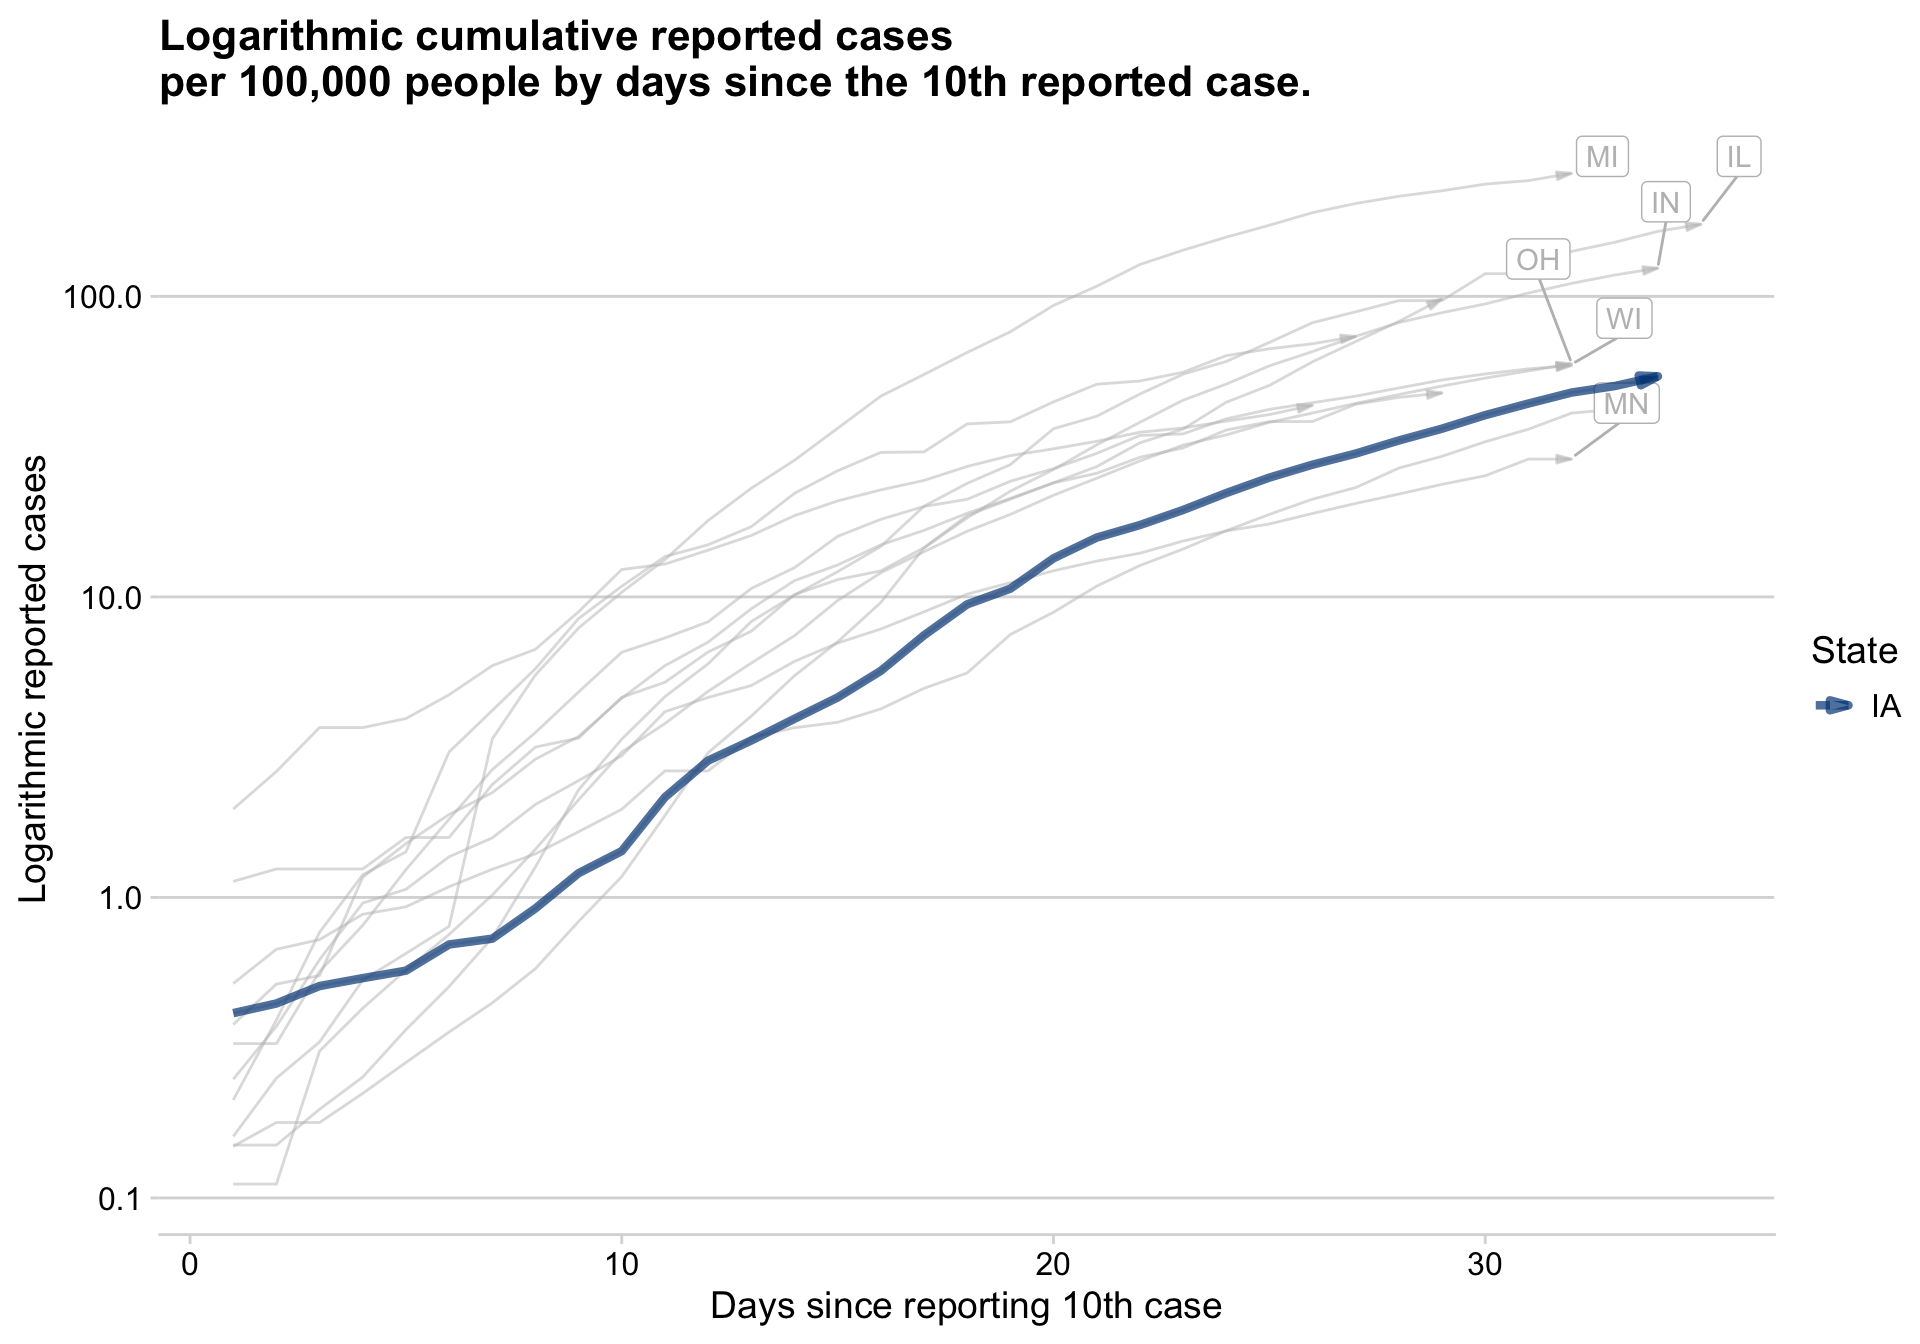 Logarithmic cumulative reported cases
per 100,000 people by days since the 10th reported case.
MI
IL
IN
OH
WI
MN
100.0
10.0
1.0
0.1
Logarithmic reported cases
0
10
20
30
Days since reporting 10th case
State
IA